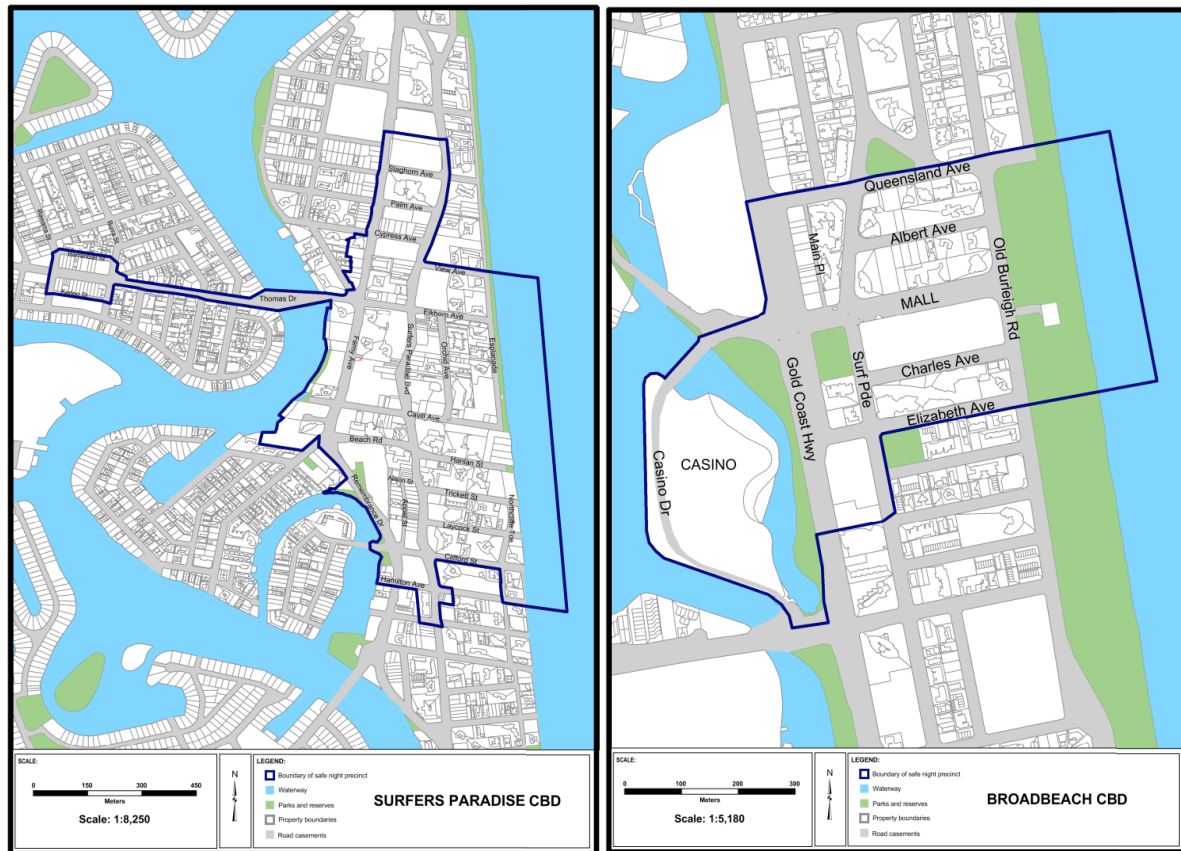 Staghorn Ave
Palm Ave
Cypress Ave
View Ave
Thomas Dr
Elkhorn Ave
Ferny Ave
Surfers Paradise Bvd
Orchid Ave
Esplanade
Cavill Ave
Beach Rd
Hanlan St
Alison St
Trickett St
Remembrance Dr
Appel St
Northcliffe Tce
Laycock St
Clifford St
Hamilton Ave
SCALE:
0 150 300 450
Meters
Scale: 1:8,250
N
LEGEND:
Boundary of safe night precinct
Waterway
Parks and reserves
Property boundaries
Road casements
SURFERS PARADISE CBD
Queensland Ave
Main Pl
Albert Ave
Old Burleigh Rd
MALL
Surf Pde
Charles Ave
Gold Coast Hwy
Elizabeth Ave
CASINO
Casino Dr
SCALE:
0 100 200 300
Meters
Scale: 1:5,180
N
LEGEND:
Boundary of safe night precinct
Waterway
Parks and reserves
Property boundaries
Road casements
BROADBEACH CBD